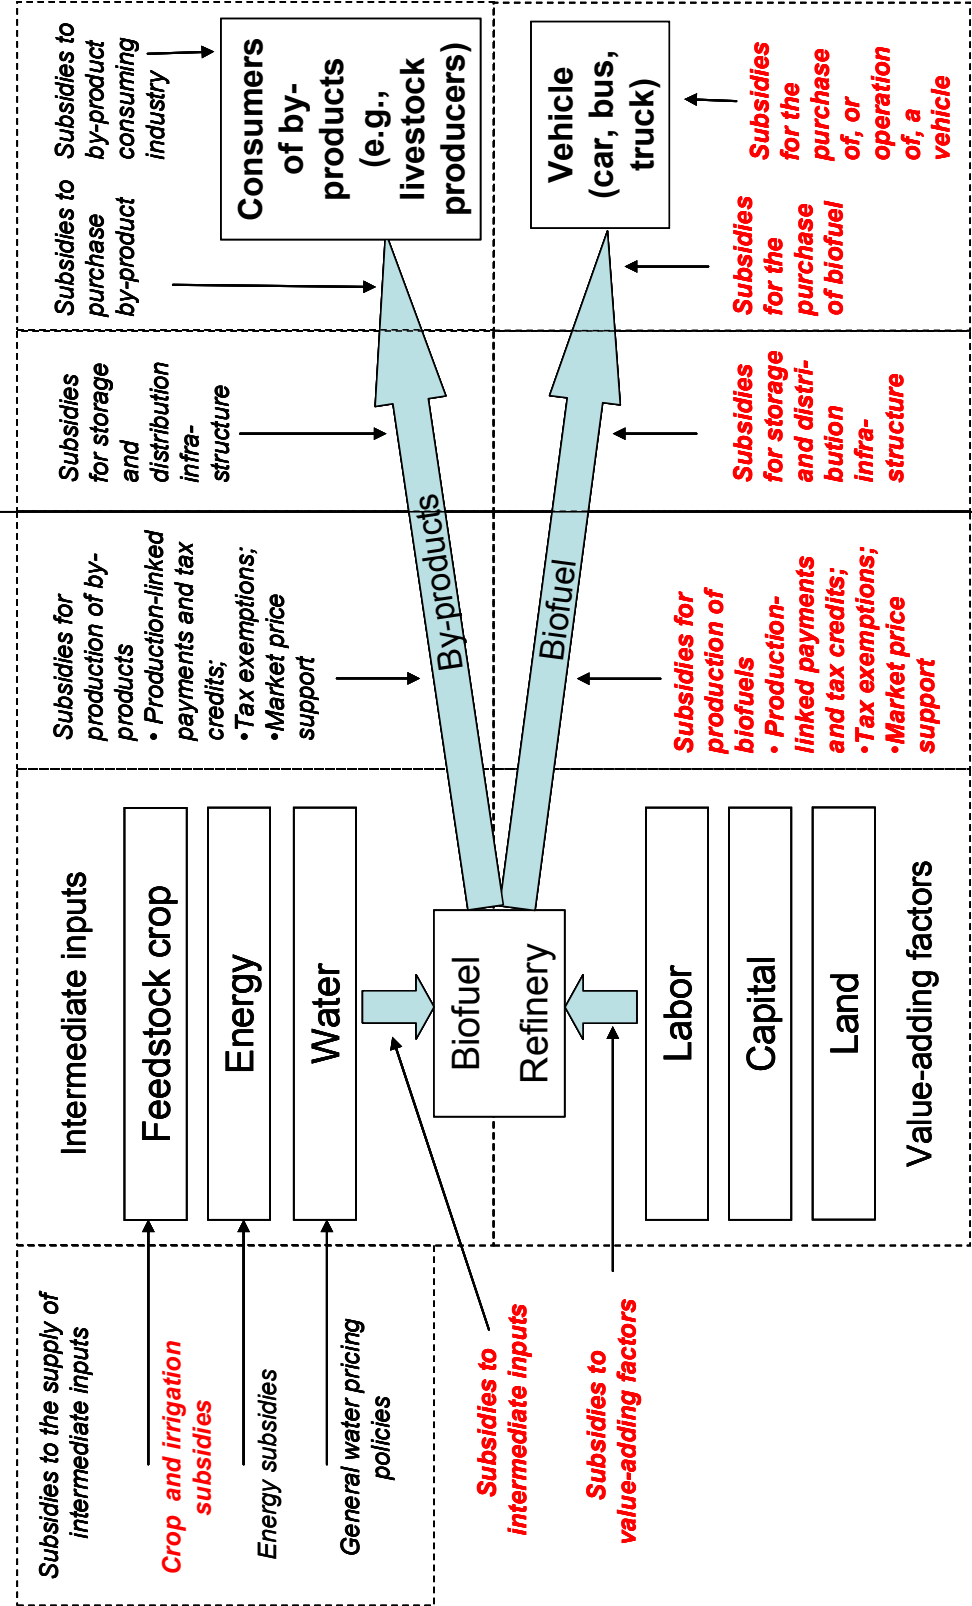 Subsidies to the supply of
intermediate inputs
Crop and irrigation
subsidies
Energy subsidies
General water pricing
policies
Subsidies to
intermediate inputs
Subsidies to
value-adding factors
Intermediate inputs
Feedstock crop
Energy
Water
Biofuel
Refinery
Labor
Capital
Land
Value-adding factors
Subsidies for
production of by-
products
• Production-linked
payments and tax
credits;
•Tax exemptions;
•Market price
support
By-products
Biofuel
Subsidies for
production of
biofuels
• Production-
linked payments
and tax credits;
•Tax exemptions;
•Market price
support
Subsidies
for storage
and
distribution
infra-
structure
Subsidies
for storage
and distri-
bution
infra-
structure
Subsidies to
purchase
by-product
Subsidies to
by-product
consuming
industry
Consumers
of by-
products
(e.g.,
livestock
producers)
Vehicle
(car, bus,
truck)
Subsidies
for the
purchase
of biofuel
Subsidies
for the
purchase
of, or
operation
of, a
vehicle